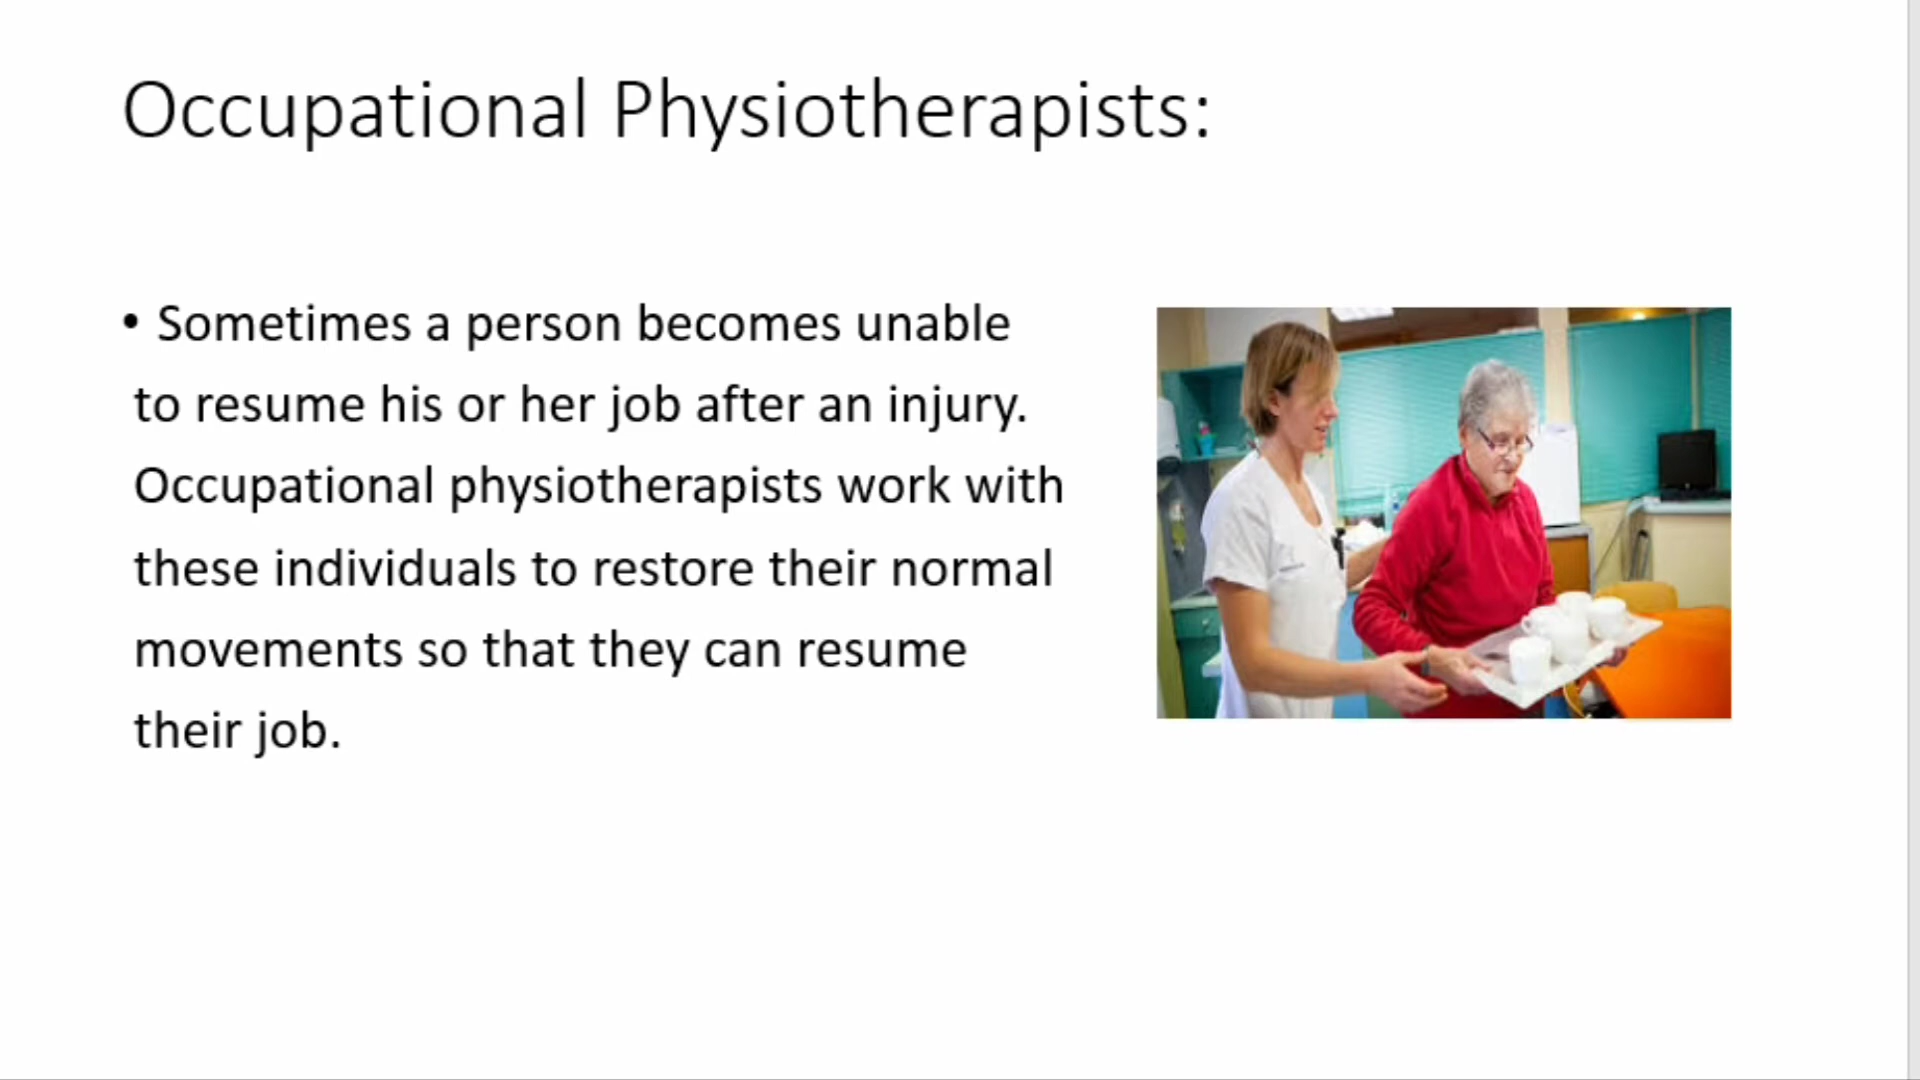 Occupational Physiotherapists:
• Sometimes a person becomes unable
to resume his or her job after an injury.
Occupational physiotherapists work with
these individuals to restore their normal
movements so that they can resume
their job.